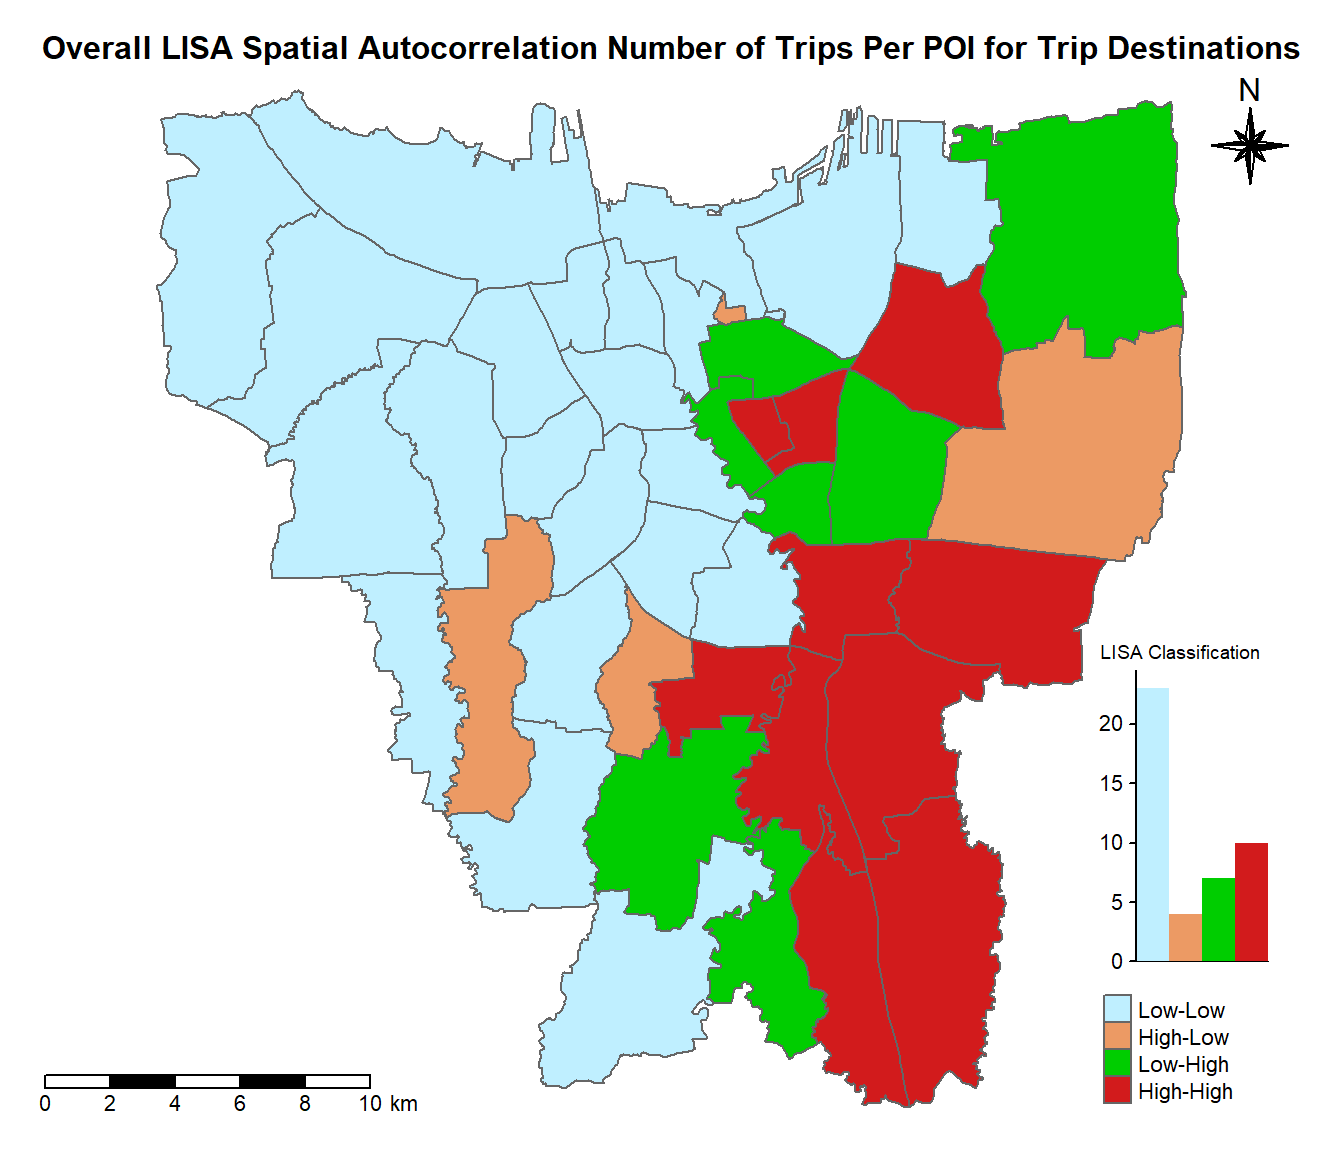 Overall LISA Spatial Autocorrelation Number of Trips Per POI for Trip Destinations
N
LISA Classification
20
15
10
5
0
Low-Low
High-Low
Low-High
High-High
0 2 4 6 8 10 km